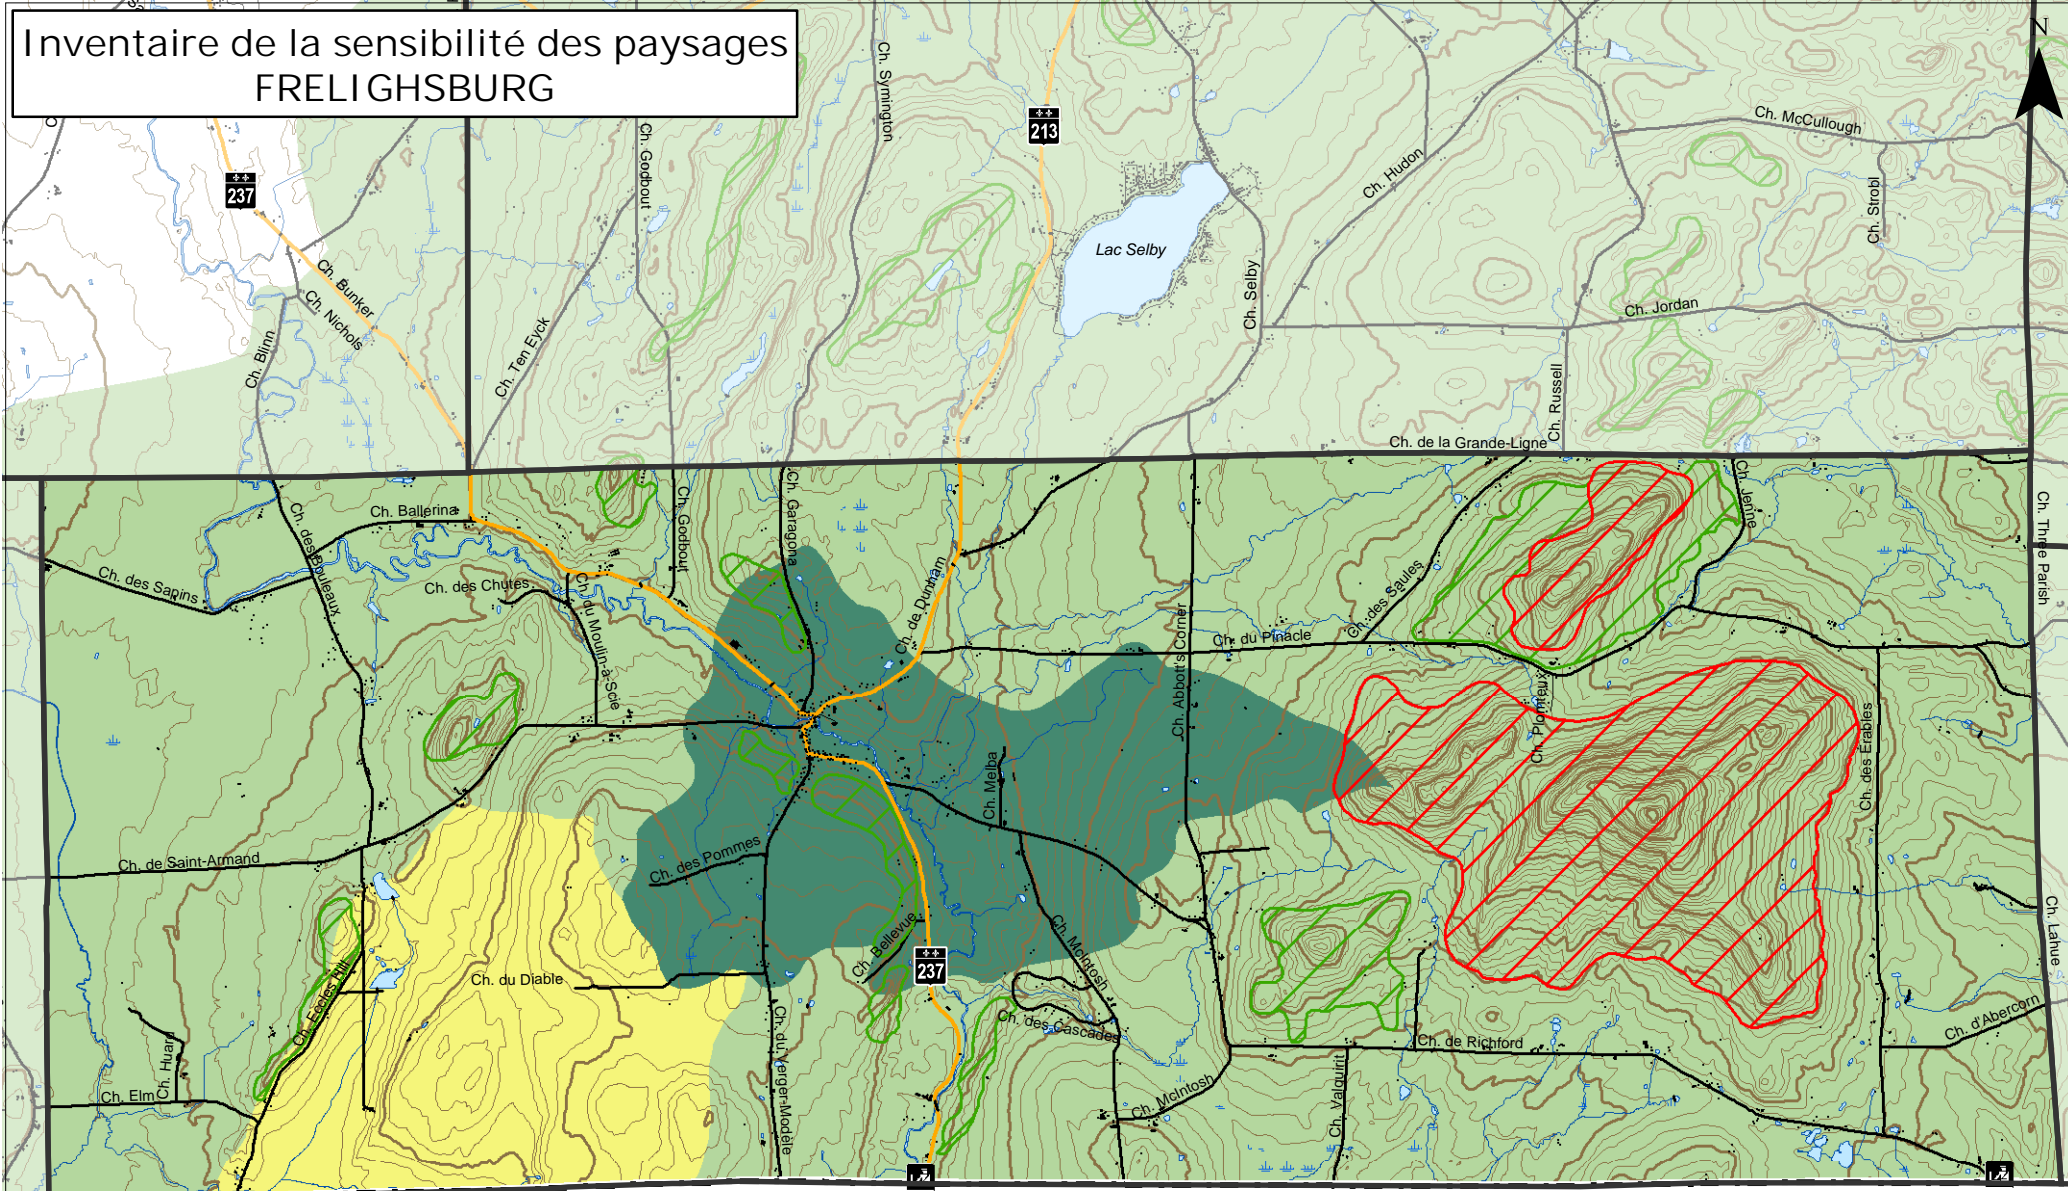 Inventaire de la sensibilité des paysages
FRELIGHSBURG
N
Ch. Symington
213
Ch. McCullough
Ch. Godbout
237
Ch. Hudon
Ch. Strobl
Lac Selby
Ch. Bunker
Ch. Nichols
Ch. Selby
Ch. Jordan
Ch. Blinn
Ch. Ten Eyck
Ch. Russell
Ch. de la Grande-Ligne
Ch. Jenne
Ch. Three Parish
Ch. Garagona
Ch. Godbout
Ch. Ballerina
Ch. des Bouleaux
Ch. des Sapins
Ch. des Chutes
Ch. du Moulin-à-Scie
Ch. de Dunham
Ch. des Saules
Ch. du Pinacle
Ch. Abbott's Corner
Ch. Plomteux
Ch. des Érables
Ch. Melba
Ch. de Saint-Armand
Ch. des Pommes
Ch. Bellevue
Ch. McIntosh
237
Ch. Lahue
Ch. du Diable
Ch. Eccles Hill
Ch. des Cascades
Ch. d'Abercorn
Ch. de Richford
Ch. Huard
Ch. du Verger-Modèle
Ch. Elm
Ch. McIntosh
Ch. Valquirit